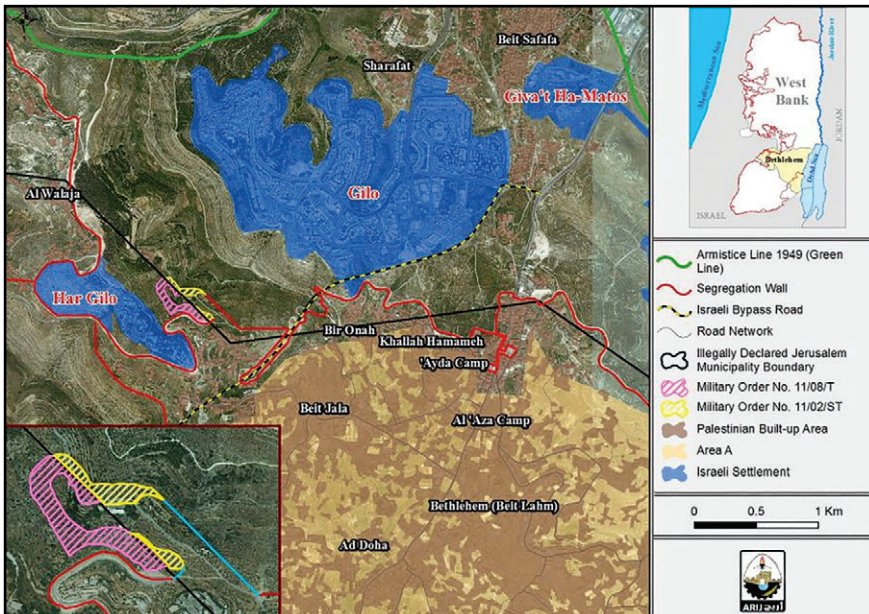 Beit Safafa
Sharafat
Giva't Ha-Matos
Gilo
Al Walaja
Har Gilo
Bir Onah
Khallah Hamameh
'Ayda Camp
Beit Jala
Al 'Aza Camp
Bethlehem (Beit Lahm)
Ad Doha
Mediterranean Sea
Jordan River
West
Bank
JORDAN
Bethlehem
Dead Sea
ISRAEL
Armistice Line 1949 (Green
Line)
Segregation Wall
Israeli Bypass Road
Road Network
Illegally Declared Jerusalem
Municipality Boundary
Military Order No. 11/08/T
Military Order No. 11/02/ST
Palestinian Built-up Area
Area A
Israeli Settlement
0 0.5 1 Km
ARIJ أريج